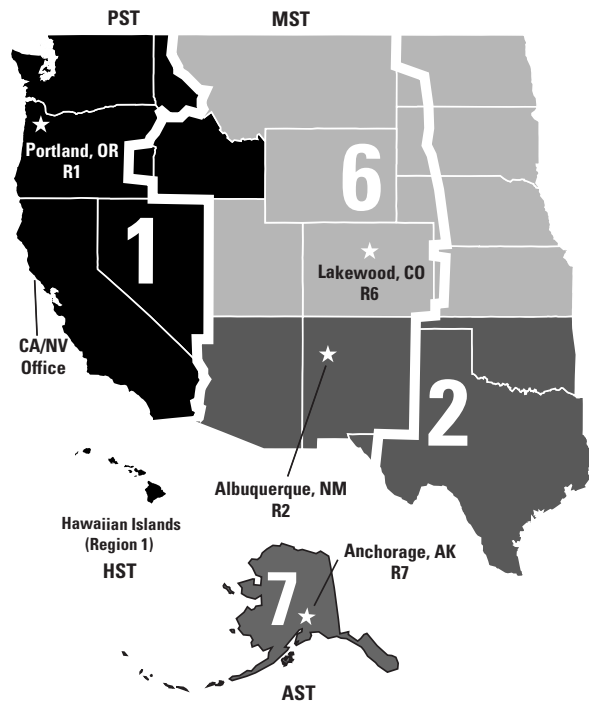 PST
MST
Portland, OR
R1
6
1
Lakewood, CO
R6
CA/NV
Office
2
Albuquerque, NM
R2
Hawaiian Islands
(Region 1)
HST
Anchorage, AK
R7
7
AST